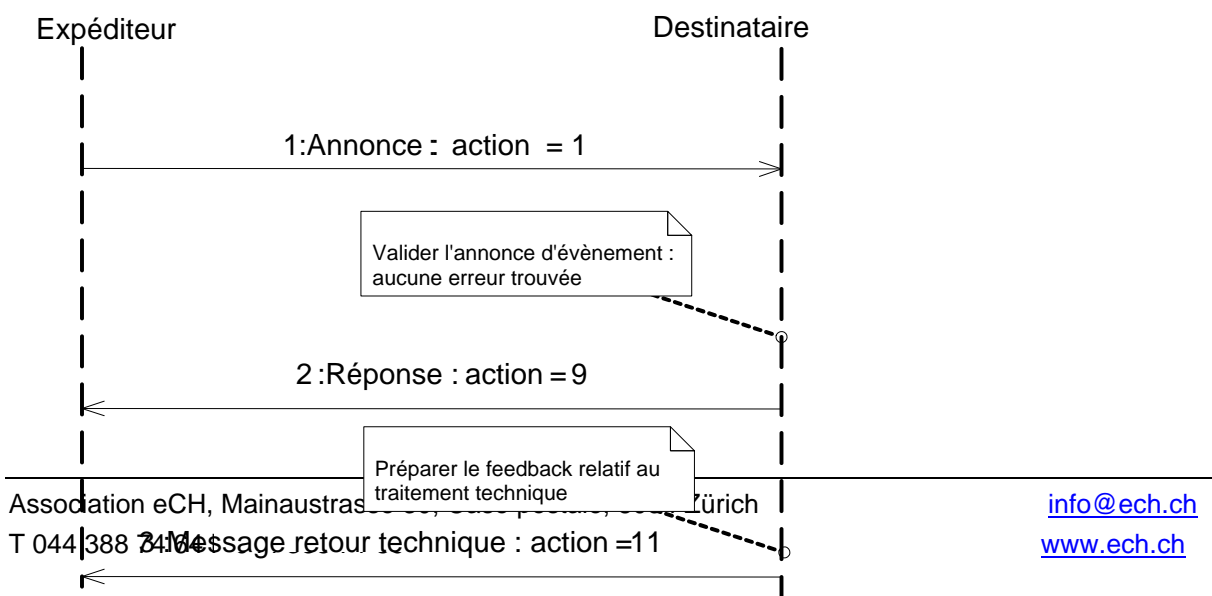 Expéditeur
Destinataire
1:Annonce : action = 1
Valider l'annonce d'évènement :
aucune erreur trouvée
2 :Réponse : action = 9
Préparer le feedback relatif au
traitement technique
Association eCH, Zürich
info@ech.ch
T 044 388
3 :Message retour technique : action =11
www.ech.ch